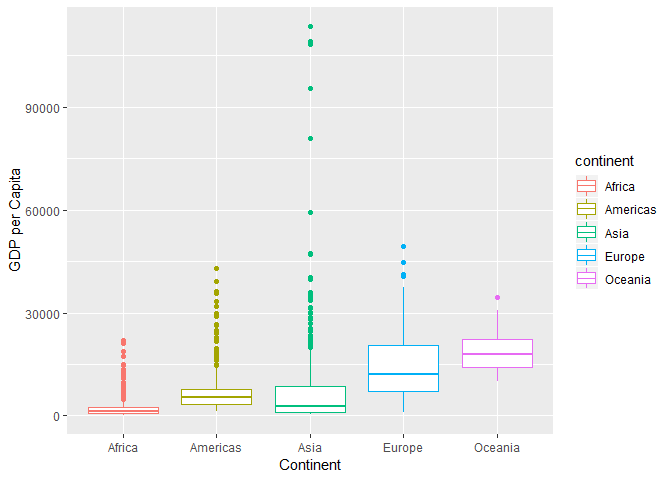 GDP per Capita
90000
60000
30000
0
Africa
Americas
Asia
Europe
Oceania
Continent
continent
Africa
Americas
Asia
Europe
Oceania